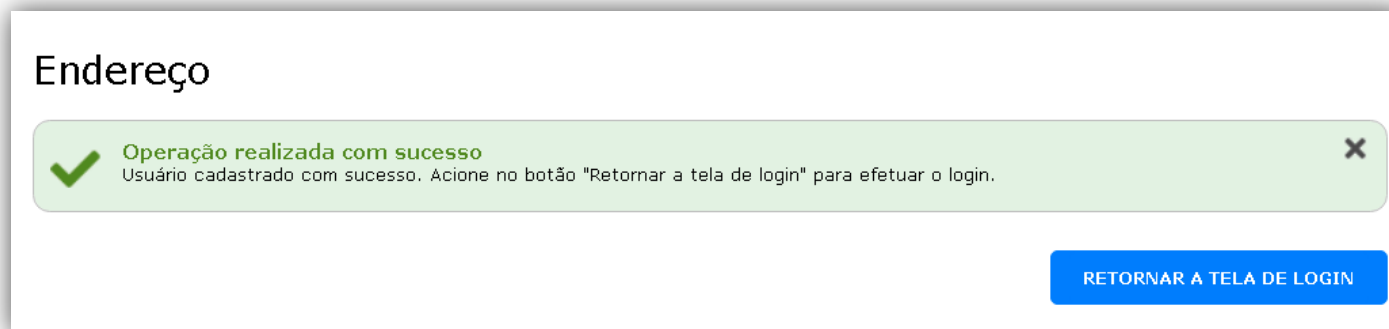 Endereço
Operação realizada com sucesso
Usuário cadastrado com sucesso. Acione no botão "Retornar a tela de login" para efetuar o login.
RETORNAR A TELA DE LOGIN